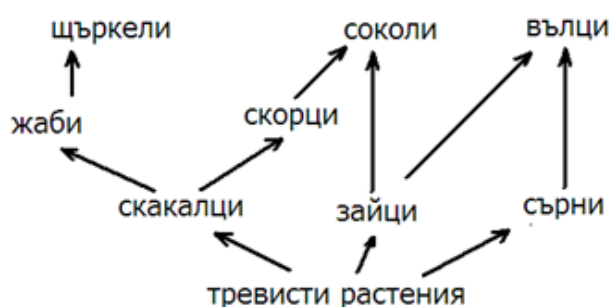 щъркели
соколи
вълци
жаби
скорци
скакалци
зайци
сърни
тревисти растения